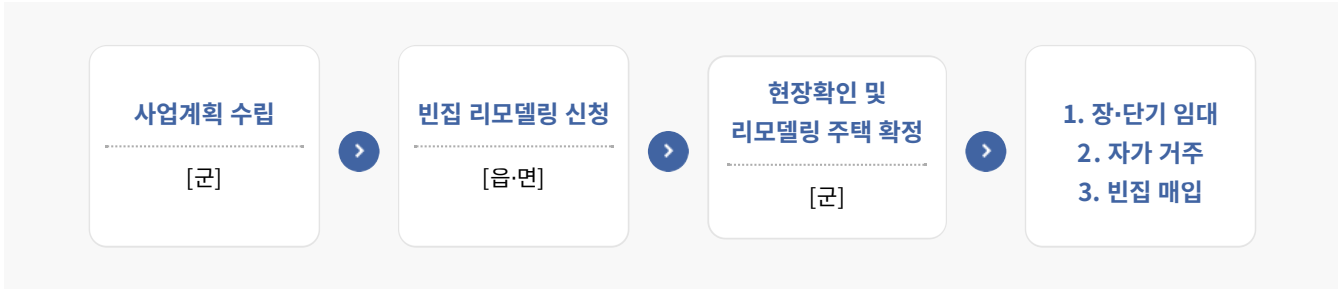 사업계획 수립
[군]
빈집 리모델링 신청
[읍·면]
현장확인 및
리모델링 주택 확정
[군]
1. 장·단기 임대
2. 자가 거주
3. 빈집 매입